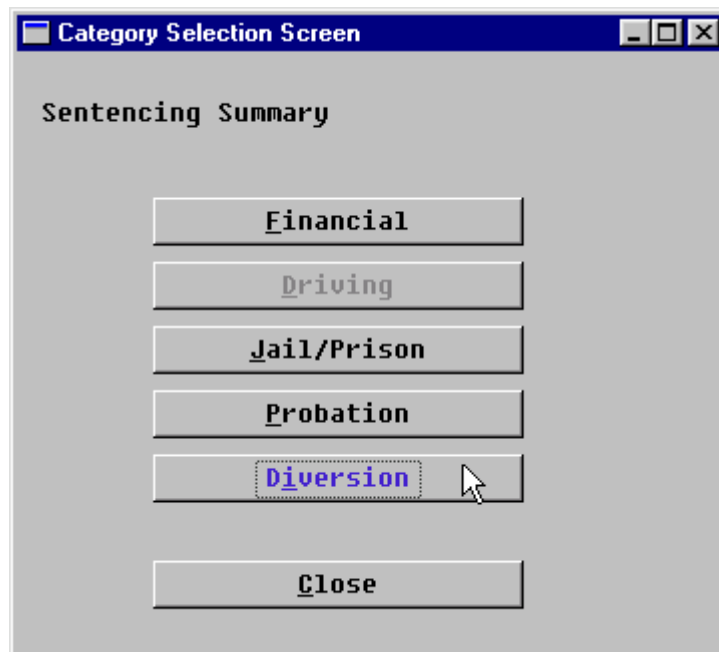 Category Selection Screen
Sentencing Summary
Financial
Driving
Jail/Prison
Probation
Diversion
Close